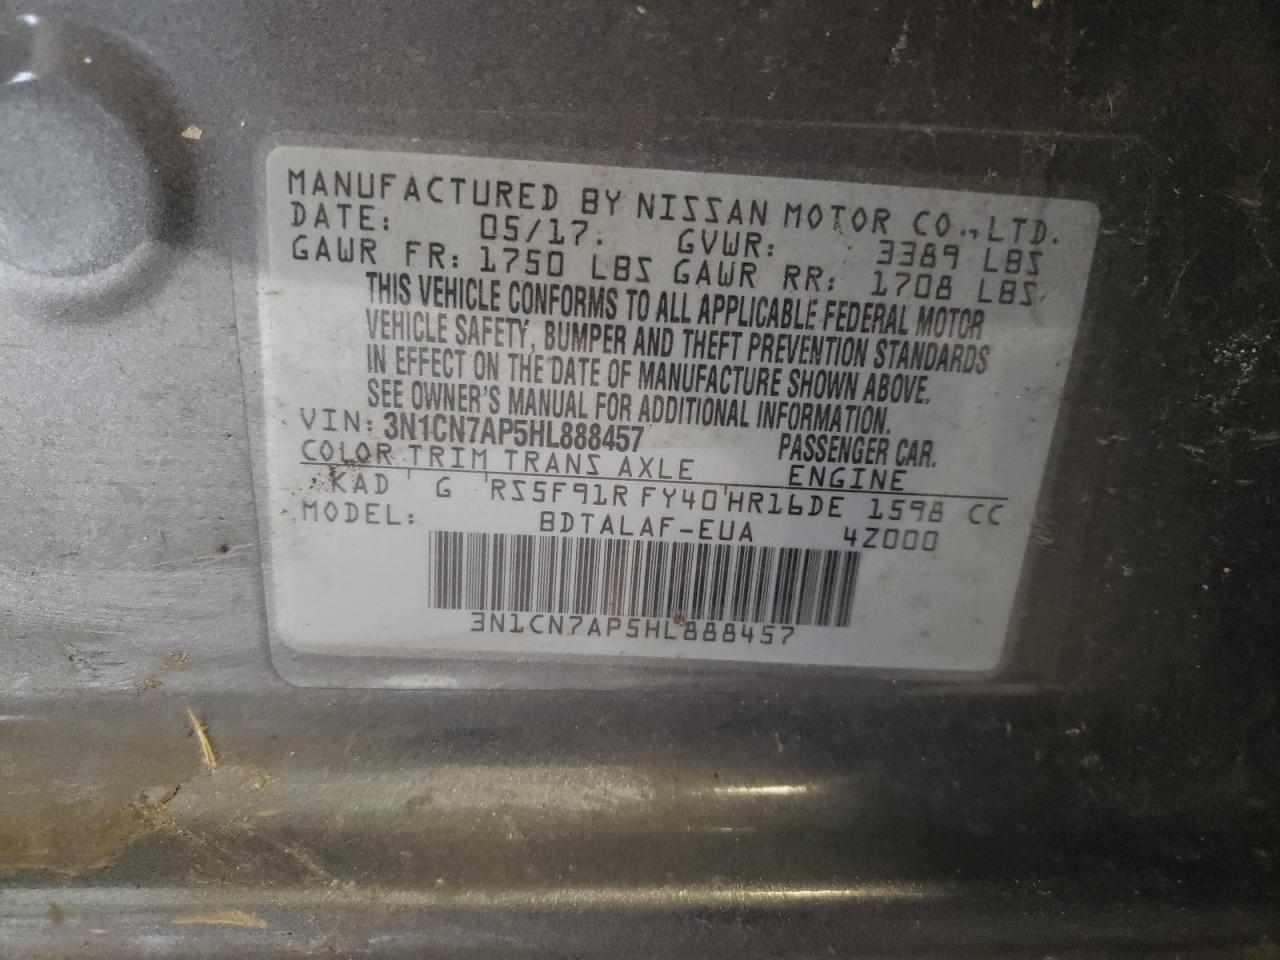 MANUFACTURED BY NISSAN MOTOR CO., LTD.
DATE: 05/17. GVWR: 3389 LBS
GAWR FR: 1750 LBS GAWR RR: 1708 LBS
THIS VEHICLE CONFORMS TO ALL APPLICABLE FEDERAL MOTOR
VEHICLE SAFETY, BUMPER AND THEFT PREVENTION STANDARDS
IN EFFECT ON THE DATE OF MANUFACTURE SHOWN ABOVE.
SEE OWNER'S MANUAL FOR ADDITIONAL INFORMATION.
VIN: 3N1CN7AP5HL888457 PASSENGER CAR.
COLOR TRIM TRANS AXLE ENGINE
KAD ' G ' RS5F91R FY40 ' HR16DE 1598 CC
MODEL: BDTALAF-EUA 4Z000
3N1CN7AP5HL888457